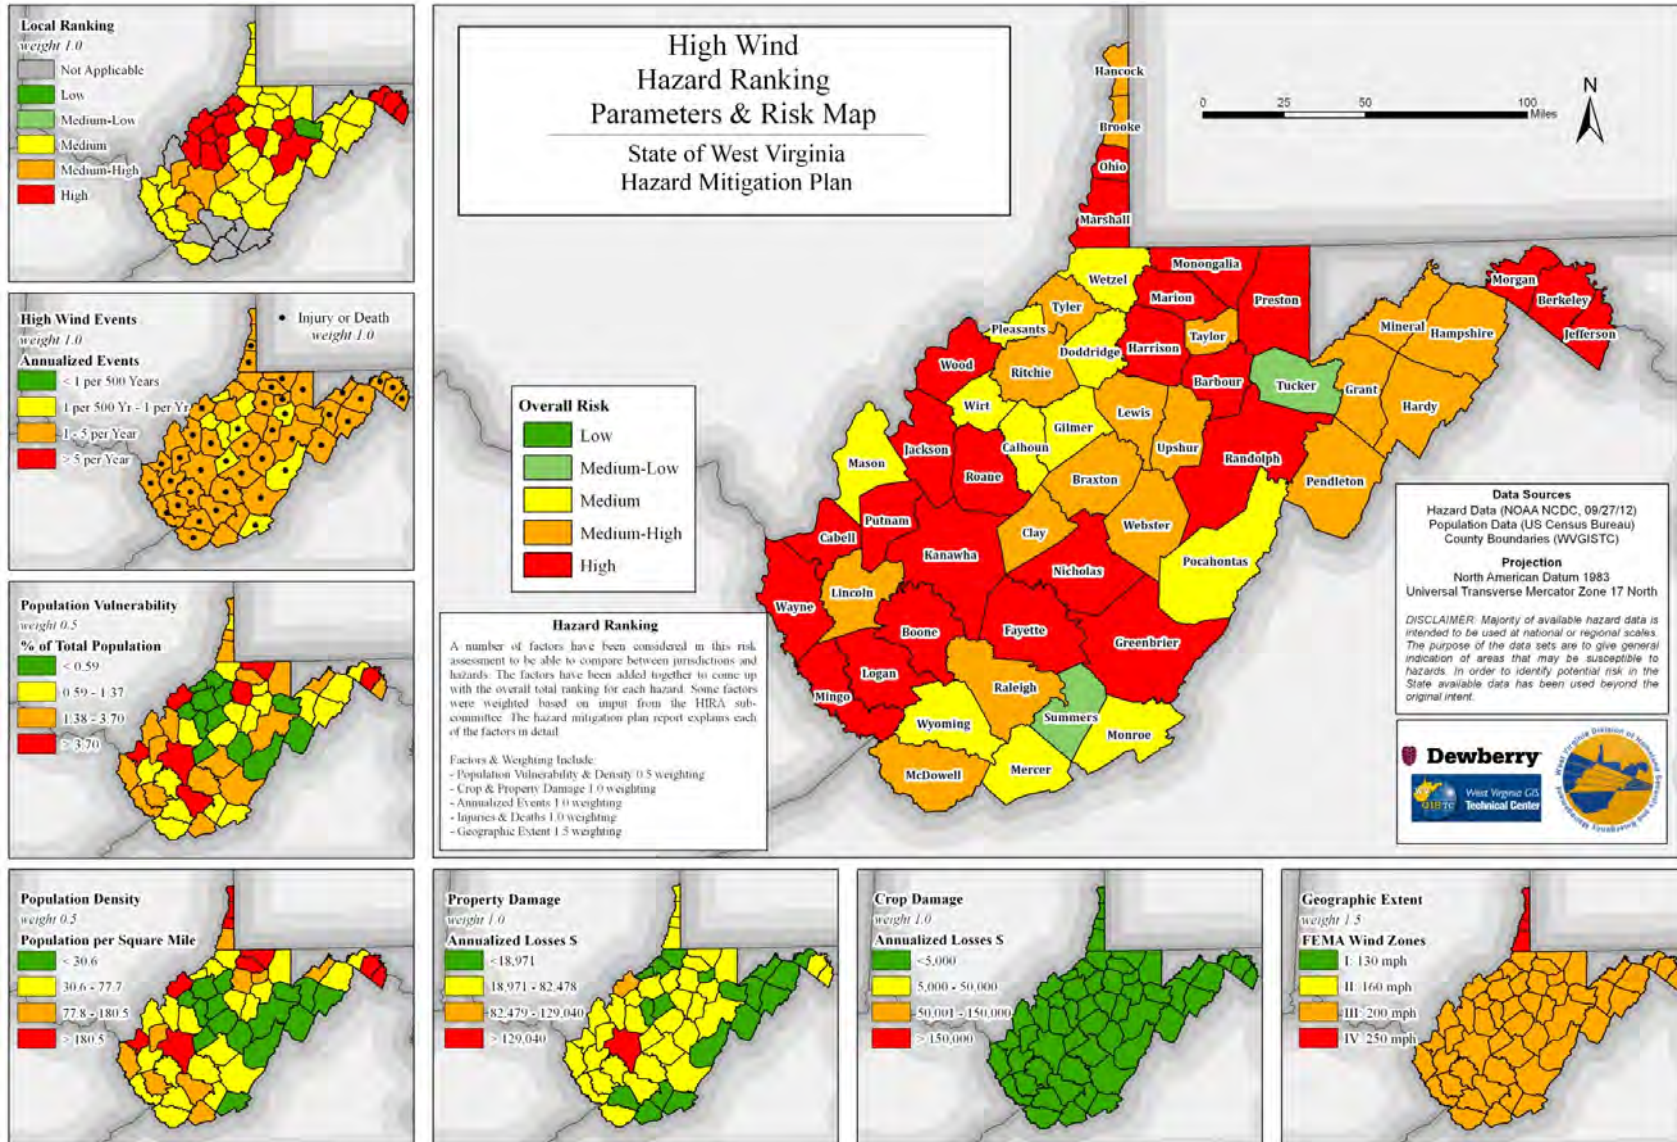 Local Ranking
weight 1.0
Not Applicable
Low
Medium-Low
Medium
Medium-High
High
High Wind Events
weight 1.0
Injury or Death
weight 1.0
Annualized Events
< 1 per 500 Years
1 per 500 Yr - 1 per Yr
1 - 5 per Year
> 5 per Year
Population Vulnerability
weight 0.5
% of Total Population
< 0.59
0.59 - 1.37
1.38 - 3.70
> 3.70
Population Density
weight 0.5
Population per Square Mile
< 30.6
30.6 - 77.7
77.8 - 180.5
> 180.5
High Wind
Hazard Ranking
Parameters & Risk Map
State of West Virginia
Hazard Mitigation Plan
0 25 50 100
Miles
N
Hancock
Brooke
Ohio
Marshall
Wetzel
Monongalia
Marion
Preston
Morgan
Berkeley
Jefferson
Tyler
Pleasants
Doddridge
Harrison
Taylor
Mineral
Hampshire
Wood
Ritchie
Barbour
Tucker
Grant
Hardy
Wirt
Lewis
Gilmer
Calhoun
Upshur
Jackson
Mason
Roane
Braxton
Randolph
Pendleton
Putnam
Cabell
Clay
Webster
Kanawha
Pocahontas
Nicholas
Wayne
Lincoln
Boone
Fayette
Greenbrier
Logan
Mingo
Raleigh
Summers
Wyoming
Monroe
Mercer
McDowell
Overall Risk
Low
Medium-Low
Medium
Medium-High
High
Hazard Ranking
A number of factors have been considered in this risk
assessment to be able to compare between jurisdictions and
hazards. The factors have been added together to come up
with the overall total ranking for each hazard. Some factors
were weighted based on input from the HIRA sub-
committee. The hazard mitigation plan report explains each
of the factors in detail.
Factors & Weighting Include:
- Population Vulnerability & Density 0.5 weighting
- Crop & Property Damage 1.0 weighting
- Annualized Events 1.0 weighting
- Injuries & Deaths 1.0 weighting
- Geographic Extent 1.5 weighting
Data Sources
Hazard Data (NOAA NCDC, 09/27/12)
Population Data (US Census Bureau)
County Boundaries (WVGISTC)
Projection
North American Datum 1983
Universal Transverse Mercator Zone 17 North
DISCLAIMER: Majority of available hazard data is
intended to be used at national or regional scales.
The purpose of the data sets are to give general
indication of areas that may be susceptible to
hazards. In order to identify potential risk in the
State available data has been used beyond the
original intent.
Dewberry
West Virginia GIS
Technical Center
West Virginia Division of Homeland Security and Emergency Management
Property Damage
weight 1.0
Annualized Losses $
<18,971
18,971 - 82,478
82,479 - 129,040
> 129,040
Crop Damage
weight 1.0
Annualized Losses $
<5,000
5,000 - 50,000
50,001 - 150,000
> 150,000
Geographic Extent
weight 1.5
FEMA Wind Zones
I: 130 mph
II: 160 mph
III: 200 mph
IV: 250 mph